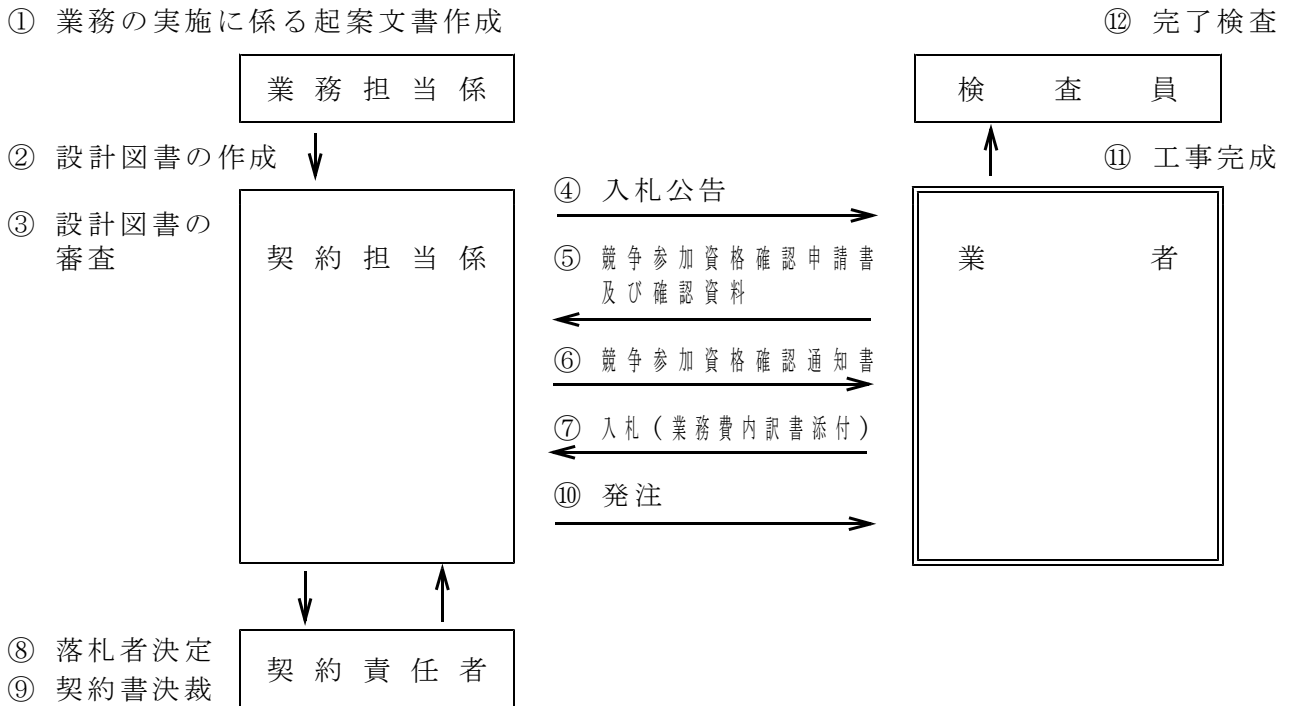 ① 業務の実施に係る起案文書作成
業務担当係
② 設計図書の作成
③ 設計図書の
審査
契約担当係
④ 入札公告
⑤ 競争参加資格確認申請書
及び確認資料
⑥ 競争参加資格確認通知書
⑦ 入札(業務費内訳書添付)
⑩ 発注
⑧ 落札者決定
⑨ 契約書決裁
契約責任者
⑫ 完了検査
検査員
⑪ 工事完成
業者